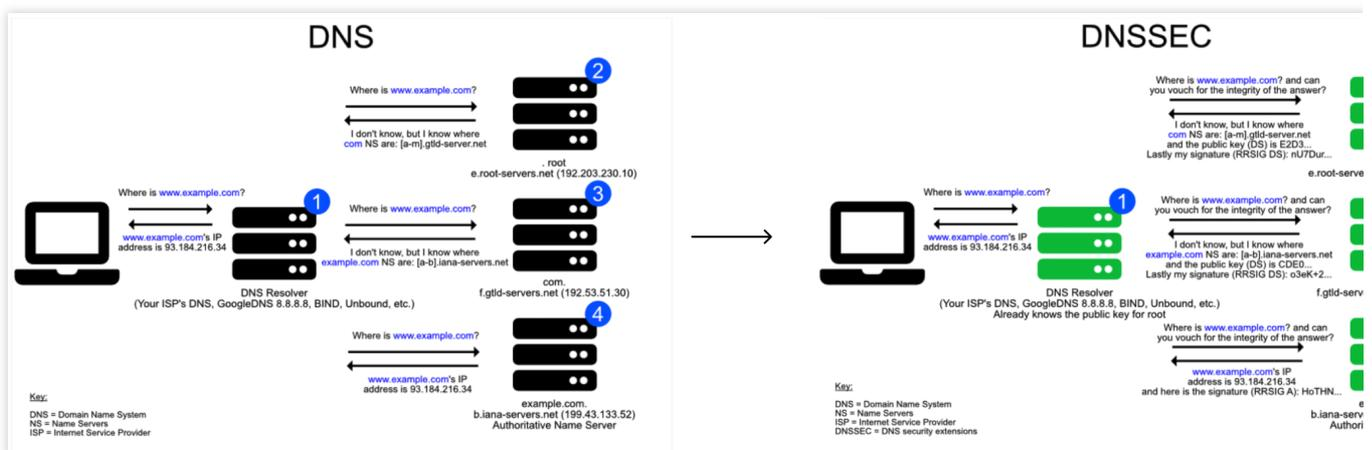 DNS
2
Where is www.example.com?
I don't know, but I know where
com NS are: [a-m].gtld-server.net
. root
e.root-servers.net (192.203.230.10)
Where is www.example.com?
1
www.example.com's IP
address is 93.184.216.34
DNS Resolver
(Your ISP's DNS, GoogleDNS 8.8.8.8, BIND, Unbound, etc.)
3
Where is www.example.com?
I don't know, but I know where
example.com NS are: [a-b].iana-servers.net
com.
f.gtld-servers.net (192.53.51.30)
4
Where is www.example.com?
www.example.com's IP
address is 93.184.216.34
example.com.
b.iana-servers.net (199.43.133.52)
Authoritative Name Server
Key:
DNS = Domain Name System
NS = Name Servers
ISP = Internet Service Provider
DNSSEC
Where is www.example.com? and can
you vouch for the integrity of the answer?
I don't know, but I know where
com NS are: [a-m].gtld-server.net
and the public key (DS) is E2D3...
Lastly my signature (RRSIG DS): nU7Dur...
e.root-serve
Where is www.example.com?
1
www.example.com's IP
address is 93.184.216.34
DNS Resolver
(Your ISP's DNS, GoogleDNS 8.8.8.8, BIND, Unbound, etc.)
Already knows the public key for root
Where is www.example.com? and can
you vouch for the integrity of the answer?
I don't know, but I know where
example.com NS are: [a-b].iana-servers.net
and the public key (DS) is CDE0...
Lastly my signature (RRSIG DS): o3eK+2...
f.gtld-serv
Where is www.example.com? and can
you vouch for the integrity of the answer?
www.example.com's IP
address is 93.184.216.34
and here is the signature (RRSIG A): HoTHN...
e
b.iana-serv
Authori
Key:
DNS = Domain Name System
NS = Name Servers
ISP = Internet Service Provider
DNSSEC = DNS security extensions